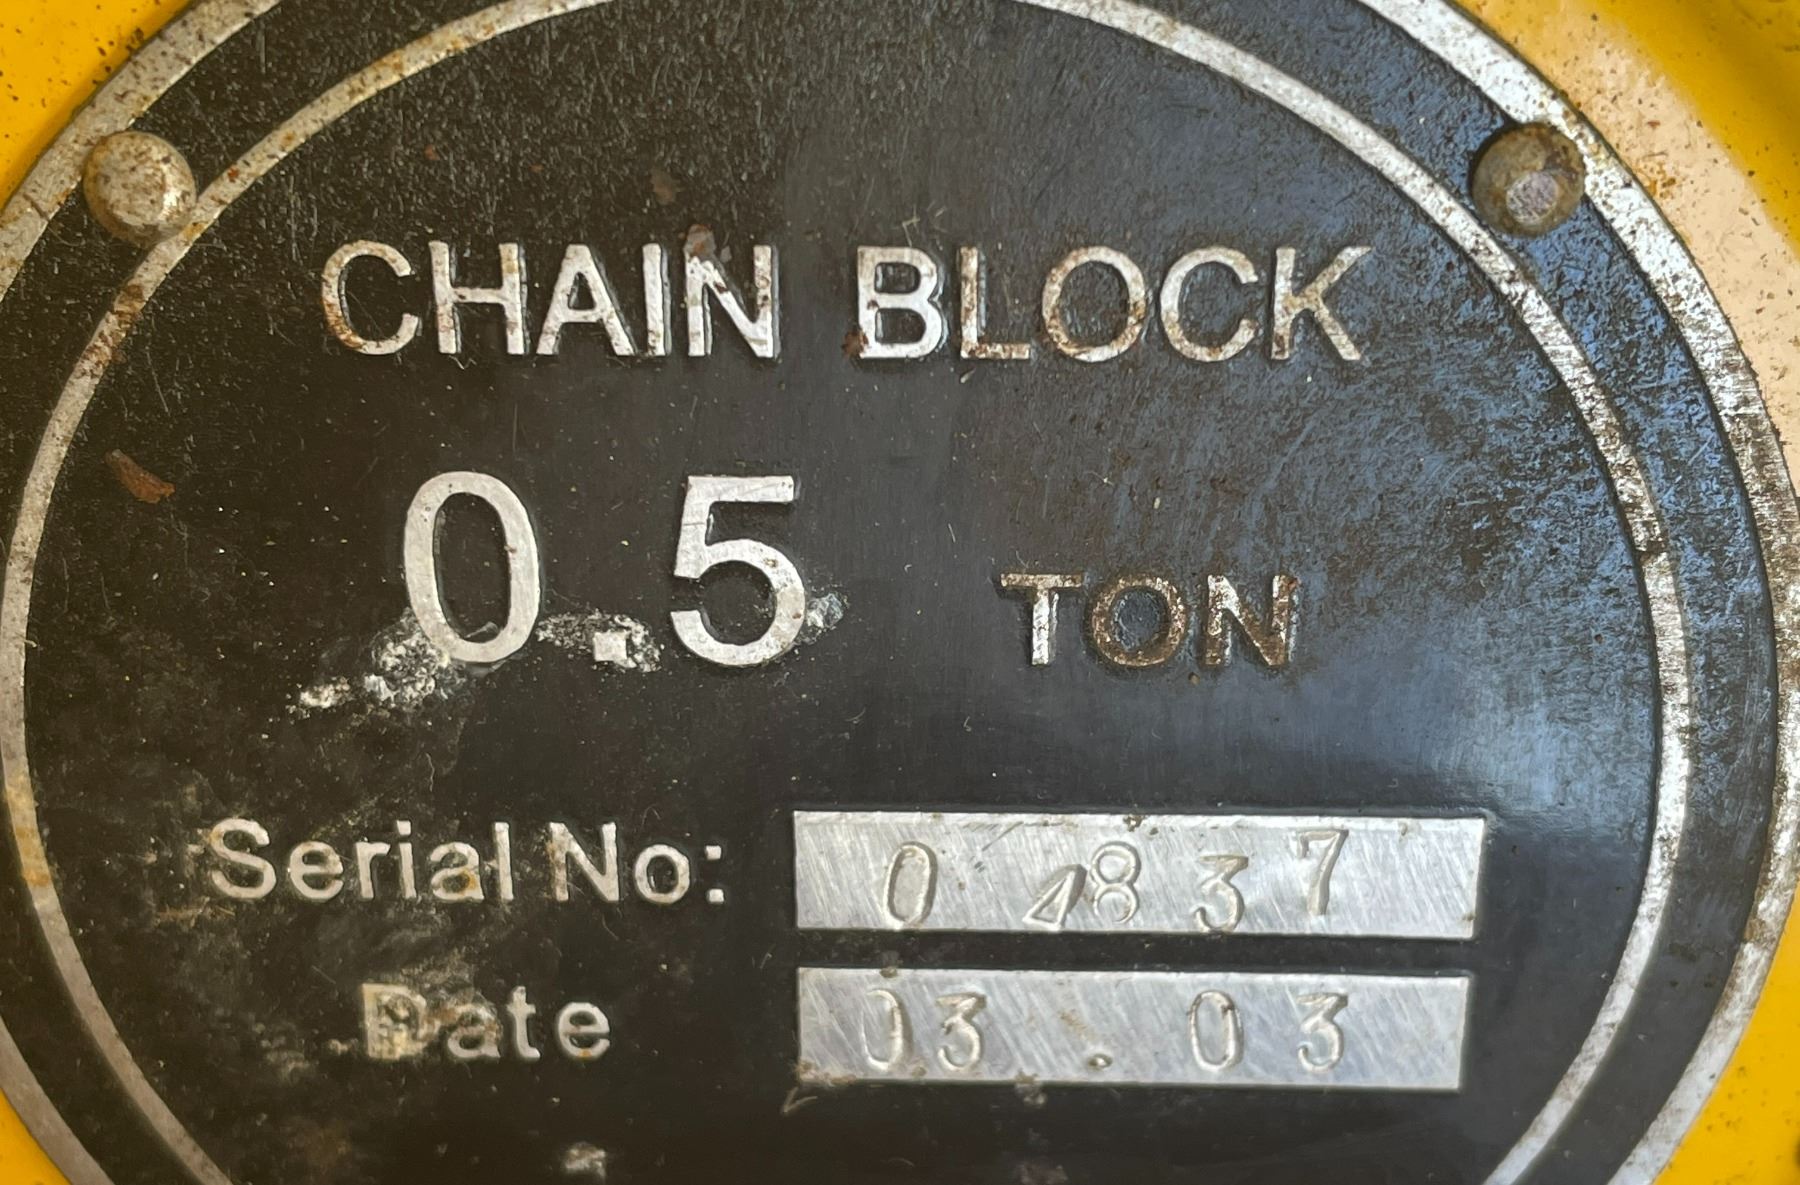 CHAIN BLOCK
0.5 TON
Serial No: 04837
Date 03.03